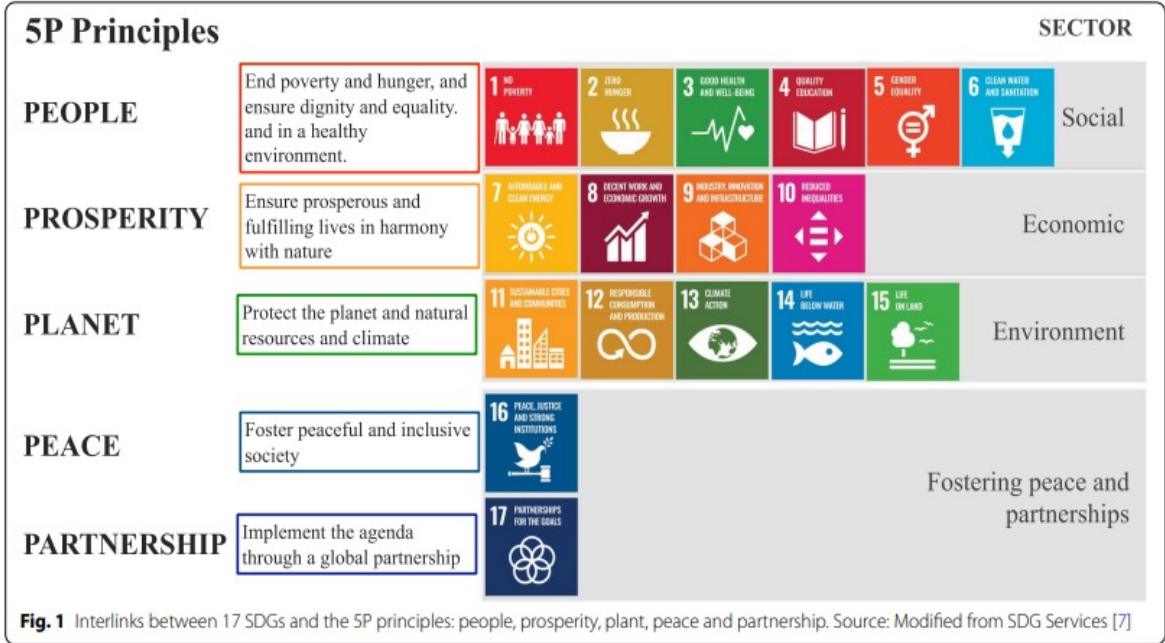 5P Principles
SECTOR
PEOPLE
End poverty and hunger, and
ensure dignity and equality.
and in a healthy
environment.
1 NO
POVERTY
2 ZERO
HUNGER
3 GOOD HEALTH
AND WELL-BEING
4 QUALITY
EDUCATION
5 GENDER
EQUALITY
6 CLEAN WATER
AND SANITATION
Social
PROSPERITY
Ensure prosperous and
fulfilling lives in harmony
with nature
7 AFFORDABLE AND
CLEAN ENERGY
8 DECENT WORK AND
ECONOMIC GROWTH
9 INDUSTRY, INNOVATION
AND INFRASTRUCTURE
10 REDUCED
INEQUALITIES
Economic
PLANET
Protect the planet and natural
resources and climate
11 SUSTAINABLE CITIES
AND COMMUNITIES
12 RESPONSIBLE
CONSUMPTION
AND PRODUCTION
13 CLIMATE
ACTION
14 LIFE
BELOW WATER
15 LIFE
ON LAND
Environment
PEACE
Foster peaceful and inclusive
society
16 PEACE, JUSTICE
AND STRONG
INSTITUTIONS
PARTNERSHIP
Implement the agenda
through a global partnership
17 PARTNERSHIPS
FOR THE GOALS
Fostering peace and
partnerships
Fig. 1 Interlinks between 17 SDGs and the 5P principles: people, prosperity, plant, peace and partnership. Source: Modified from SDG Services [7]